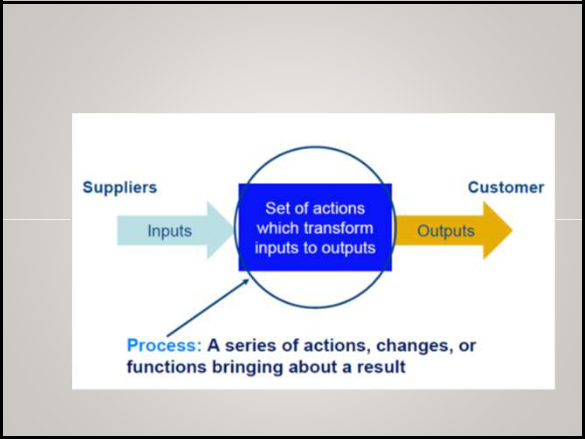 Suppliers
Customer
Inputs
Set of actions
which transform
inputs to outputs
Outputs
Process: A series of actions, changes, or
functions bringing about a result